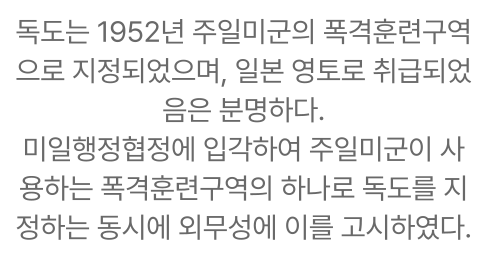 독도는 1952년 주일미군의 폭격훈련구역
으로 지정되었으며, 일본 영토로 취급되었
음은 분명하다.
미일행정협정에 입각하여 주일미군이 사
용하는 폭격훈련구역의 하나로 독도를 지
정하는 동시에 외무성에 이를 고시하였다.